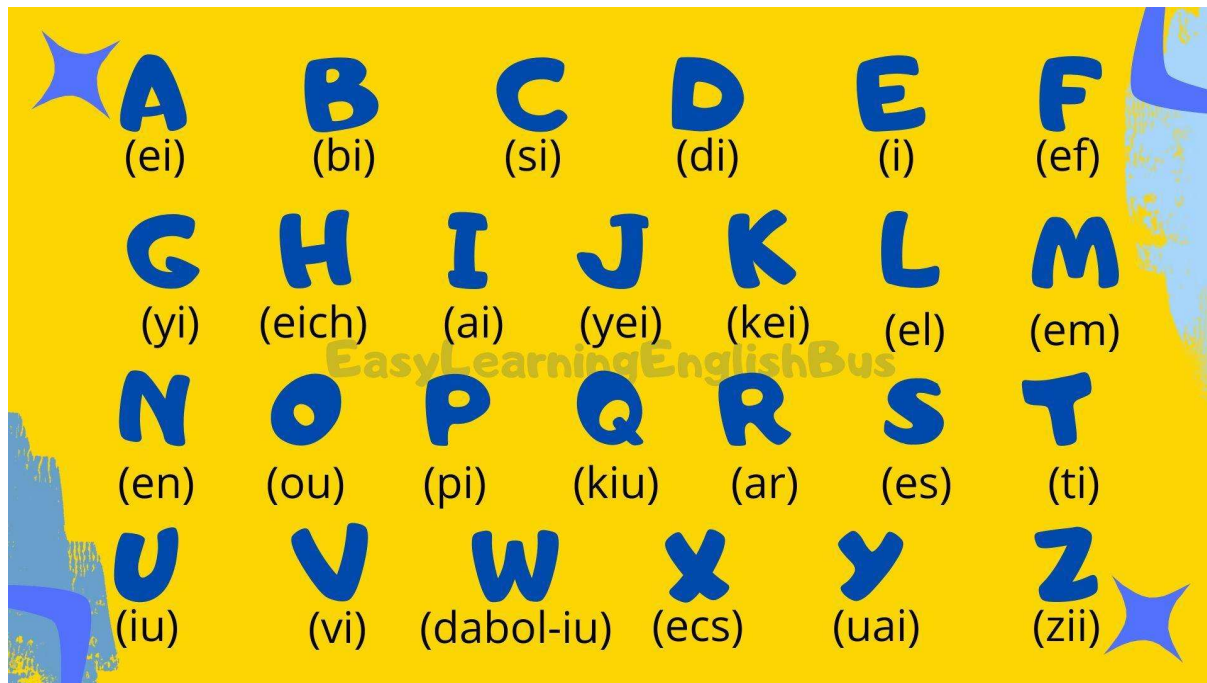 A B C D E F
(ei) (bi) (si) (di) (i) (ef)
G H I J K L M
(yi) (eich) (ai) (yei) (kei) (el) (em)
EasyLearningEnglishBus
N O P Q R S T
(en) (ou) (pi) (kiu) (ar) (es) (ti)
U V W X Y Z
(iu) (vi) (dabol-iu) (ecs) (uai) (zii)